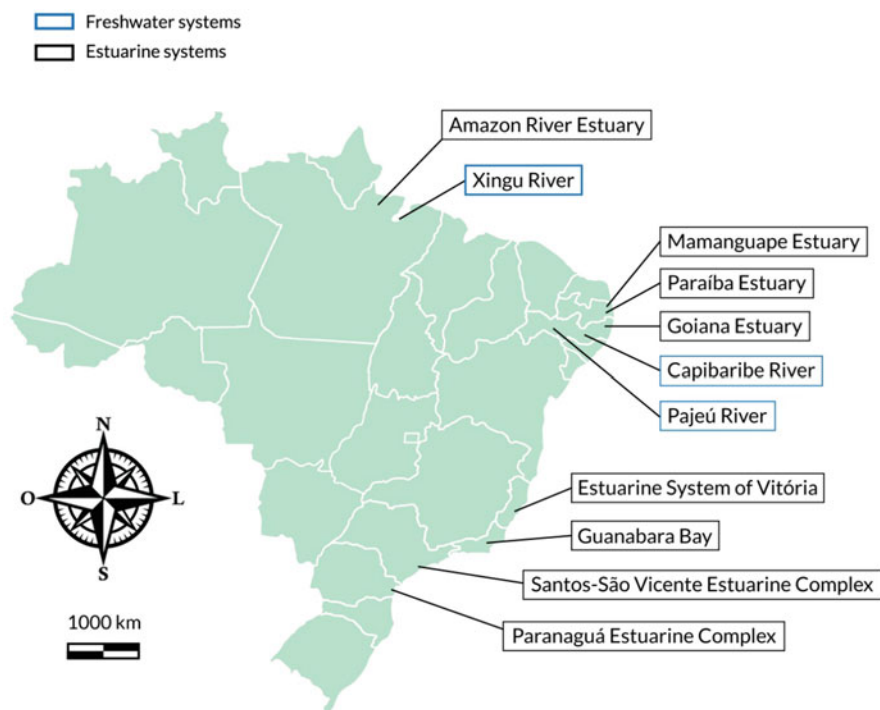 Freshwater systems
Estuarine systems
Amazon River Estuary
Xingu River
Mamanguape Estuary
Paraíba Estuary
Goiana Estuary
Capibaribe River
Pajeú River
N
O
L
S
Estuarine System of Vitória
Guanabara Bay
Santos-São Vicente Estuarine Complex
1000 km
Paranaguá Estuarine Complex